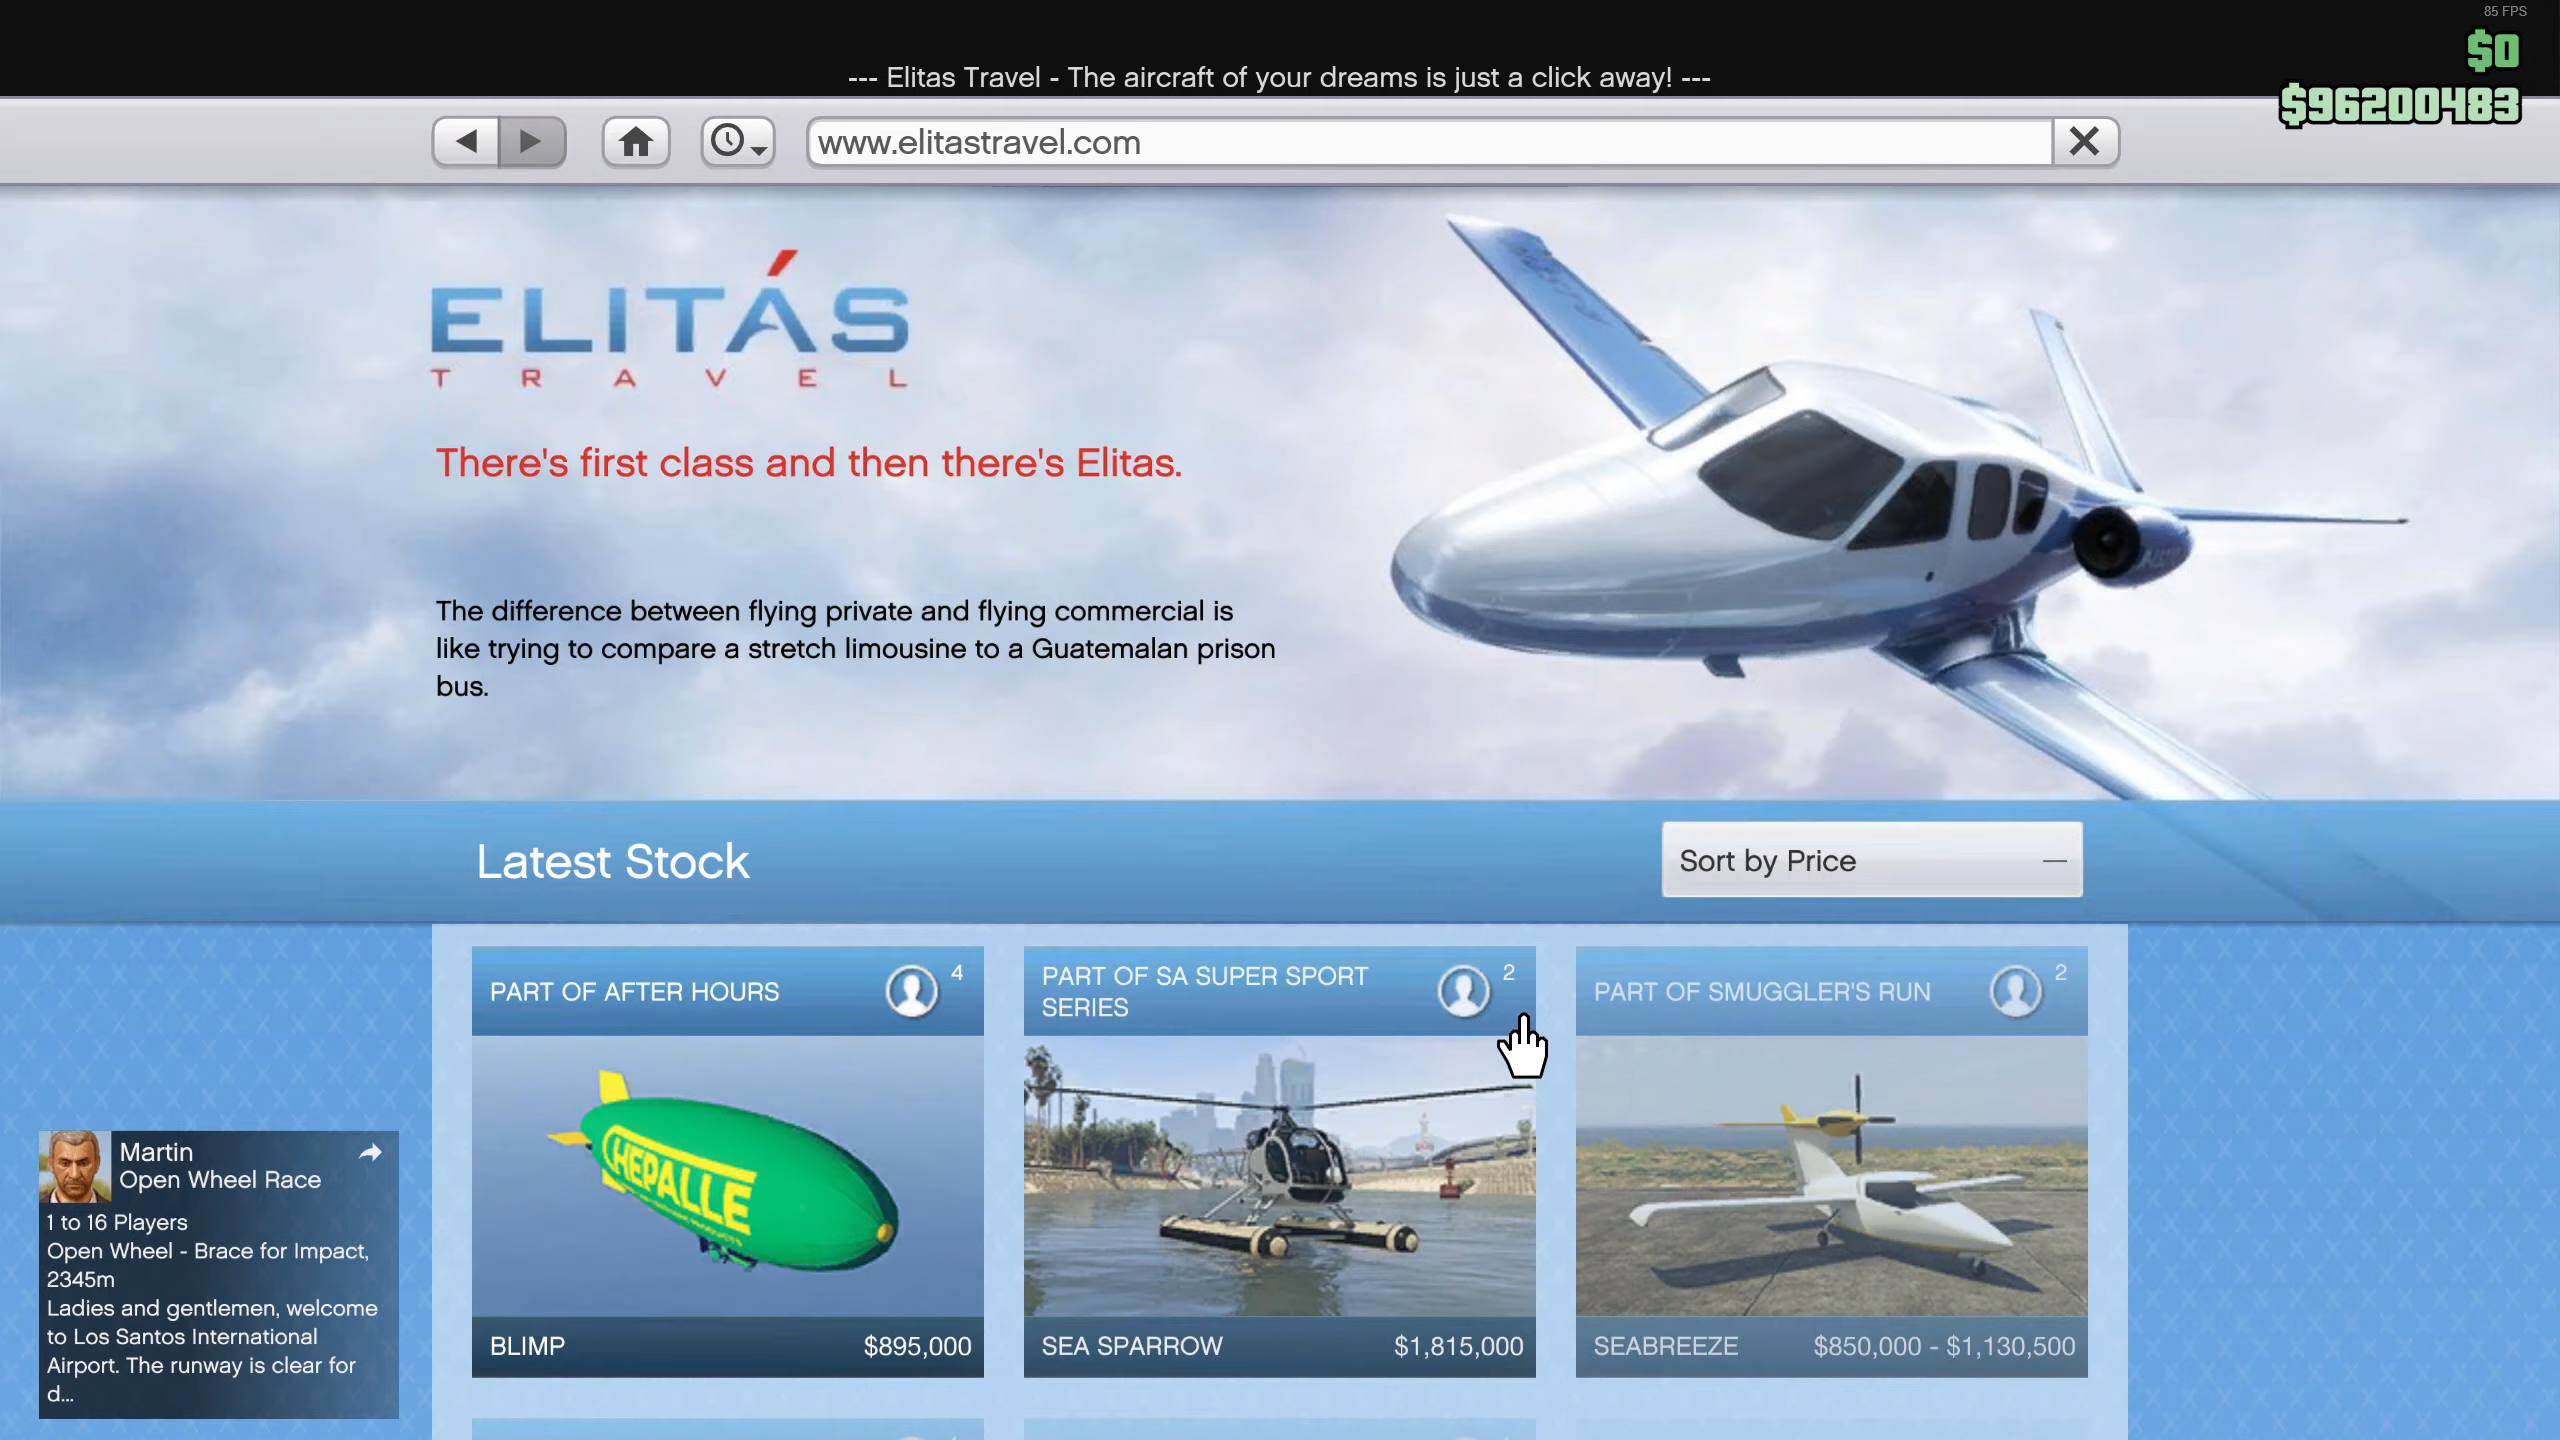 85 FPS
$0
--- Elitas Travel - The aircraft of your dreams is just a click away! ---
$96200483
www.elitastravel.com
ELITÁS
TRAVEL
There's first class and then there's Elitas.
The difference between flying private and flying commercial is
like trying to compare a stretch limousine to a Guatemalan prison
bus.
Latest Stock
Sort by Price
PART OF AFTER HOURS
4
PART OF SA SUPER SPORT
SERIES
2
PART OF SMUGGLER'S RUN
2
CHEPALLE
BLIMP
$895,000
SEA SPARROW
$1,815,000
SEABREEZE
$850,000 - $1,130,500
Martin
Open Wheel Race
1 to 16 Players
Open Wheel - Brace for Impact,
2345m
Ladies and gentlemen, welcome
to Los Santos International
Airport. The runway is clear for
d...